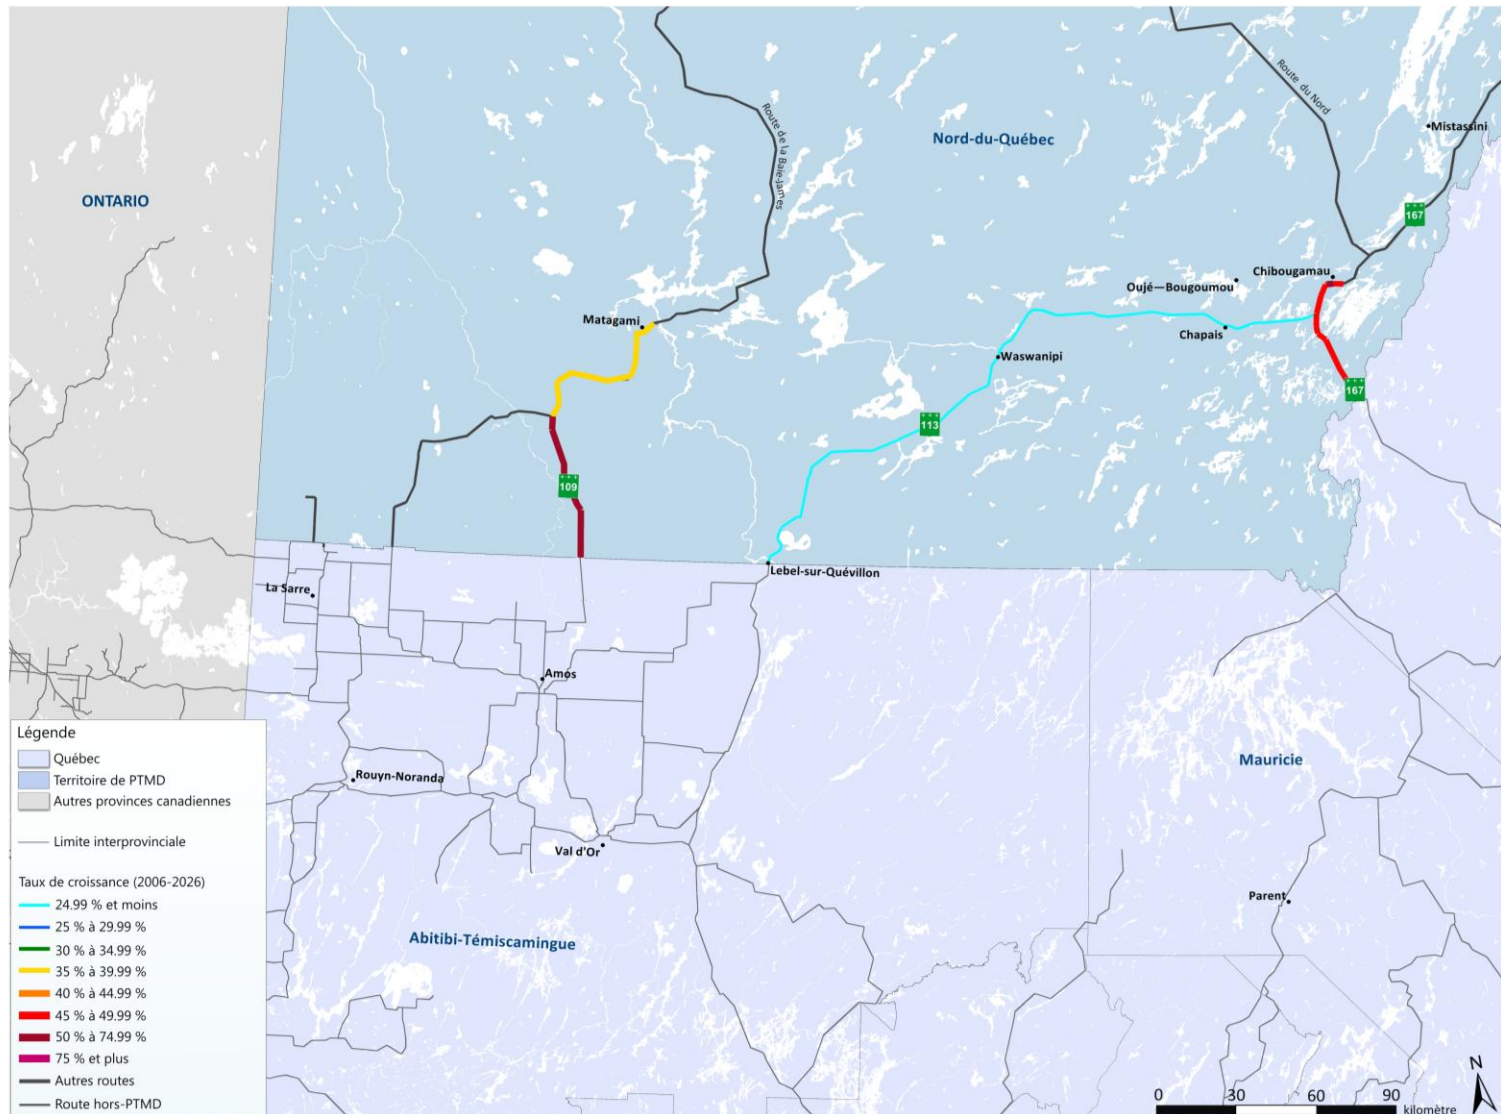 Route du Nord
Mistassini
Nord-du-Québec
Route de la Baie-James
ONTARIO
167
Chibougamau
Oujé—Bougoumou
Matagami
Chapais
Waswanipi
167
113
109
Lebel-sur-Quévillon
La Sarre
Amos
Légende
Québec
Territoire de PTMD
Autres provinces canadiennes
Limite interprovinciale
Taux de croissance (2006-2026)
24.99 % et moins
25 % à 29.99 %
30 % à 34.99 %
35 % à 39.99 %
40 % à 44.99 %
45 % à 49.99 %
50 % à 74.99 %
75 % et plus
Autres routes
Route hors-PTMD
Mauricie
Rouyn-Noranda
Val d'Or
Parent
Abitibi-Témiscamingue
N
0 30 60 90
kilomètre